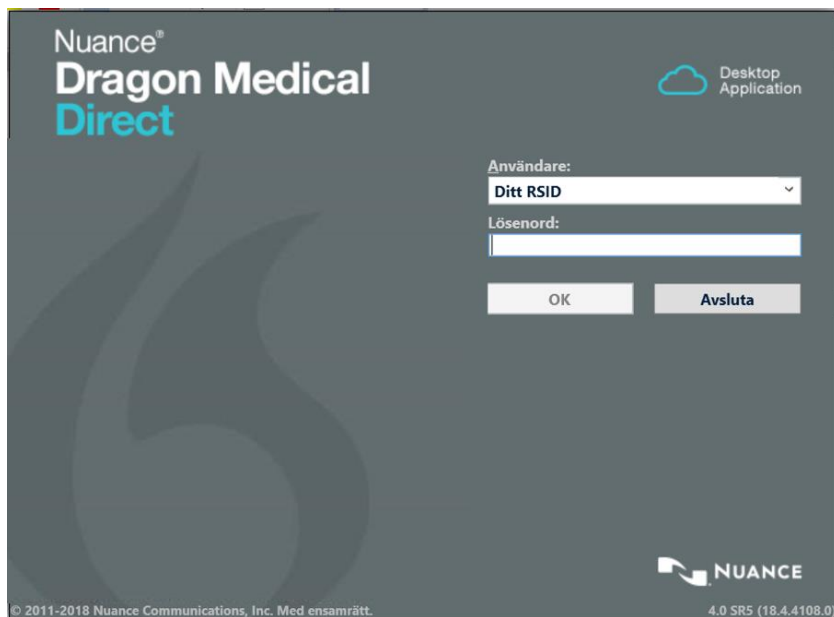 Nuance®
Dragon Medical
Direct
Desktop
Application
Användare:
Ditt RSID
Lösenord:
OK
Avsluta
NUANCE
© 2011-2018 Nuance Communications, Inc. Med ensamrätt.
4.0 SR5 (18.4.4108.0)